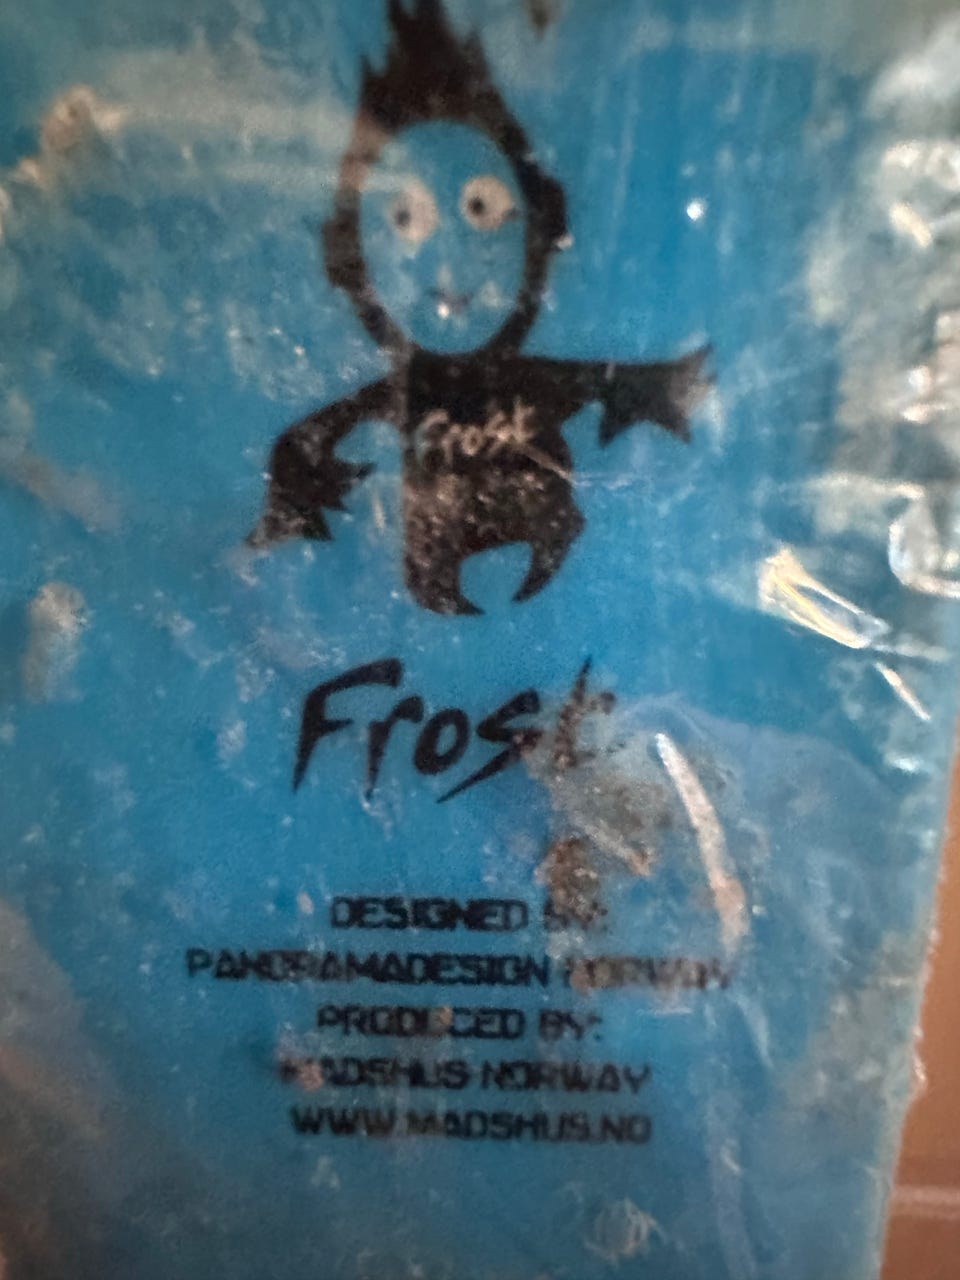 Frost
Frost
DESIGNED BY:
PANORAMADESIGN NORWAY
PRODUCED BY:
MADSHUS NORWAY
WWW.MADSHUS.NO